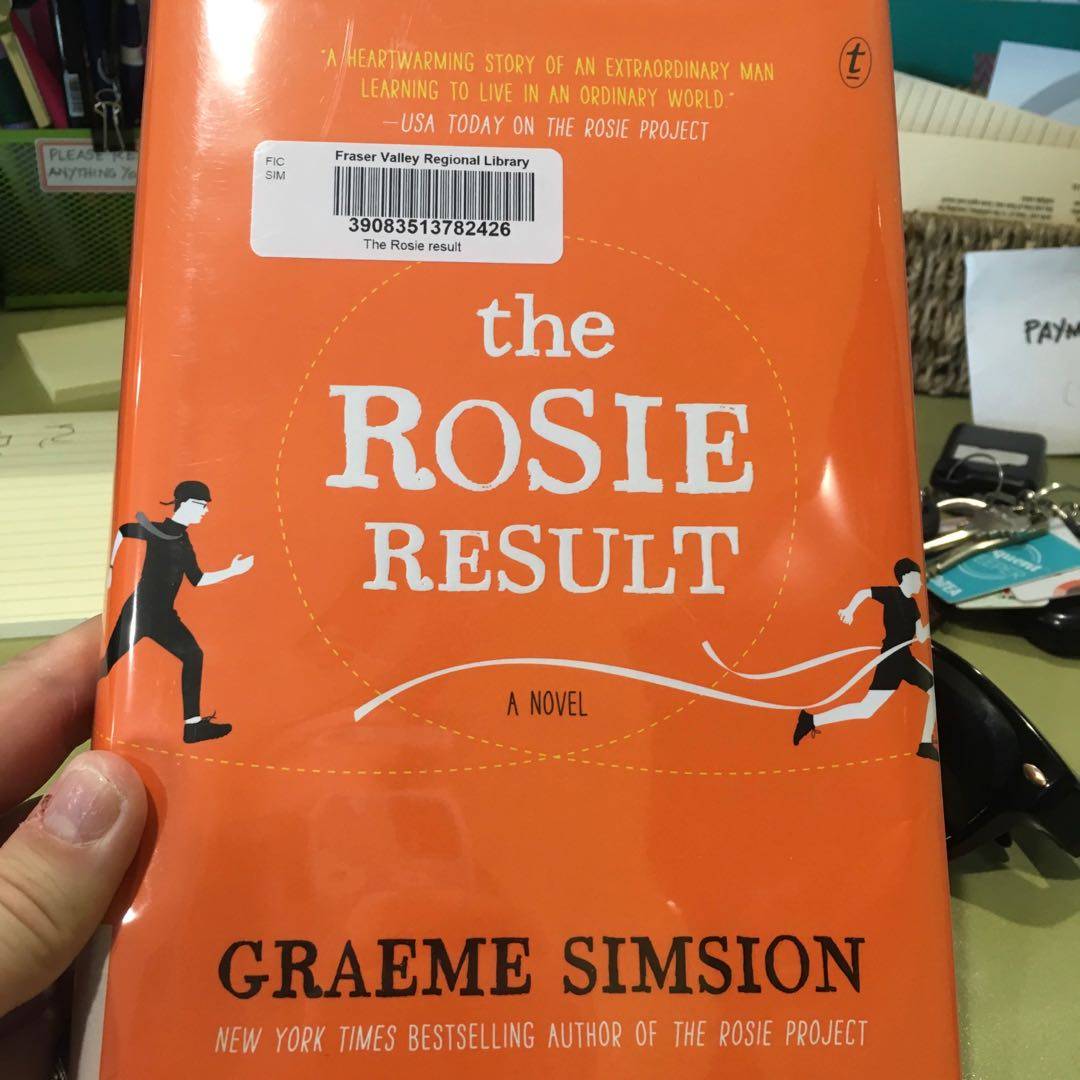 "A HEARTWARMING STORY OF AN EXTRAORDINARY MAN
LEARNING TO LIVE IN AN ORDINARY WORLD."
—USA TODAY ON THE ROSIE PROJECT
t
FIC
SIM
Fraser Valley Regional Library
39083513782426
The Rosie result
the
ROSIE
RESULT
A NOVEL
GRAEME SIMSION
NEW YORK TIMES BESTSELLING AUTHOR OF THE ROSIE PROJECT
PLEASE
ANYTHING